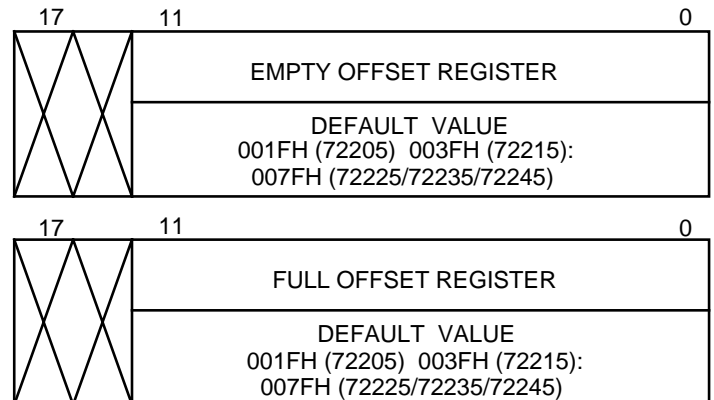 17 11 0
EMPTY OFFSET REGISTER
DEFAULT VALUE
001FH (72205) 003FH (72215):
007FH (72225/72235/72245)
17 11 0
FULL OFFSET REGISTER
DEFAULT VALUE
001FH (72205) 003FH (72215):
007FH (72225/72235/72245)